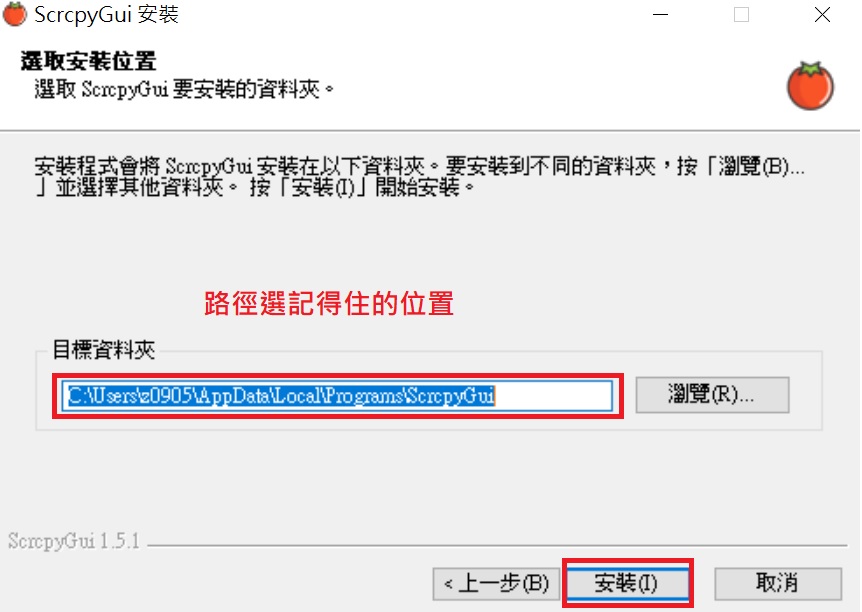 ScrcpyGui 安裝
選取安裝位置
選取 ScrcpyGui 要安裝的資料夾。
安裝程式會將 ScrcpyGui 安裝在以下資料夾。要安裝到不同的資料夾，按「瀏覽(B)...
」並選擇其他資料夾。 按「安裝(I)」開始安裝。
路徑選記得住的位置
目標資料夾
C:\Users\z0905\AppData\Local\Programs\ScrcpyGui
瀏覽(R)...
ScrcpyGui 1.5.1
< 上一步(B)
安裝(I)
取消